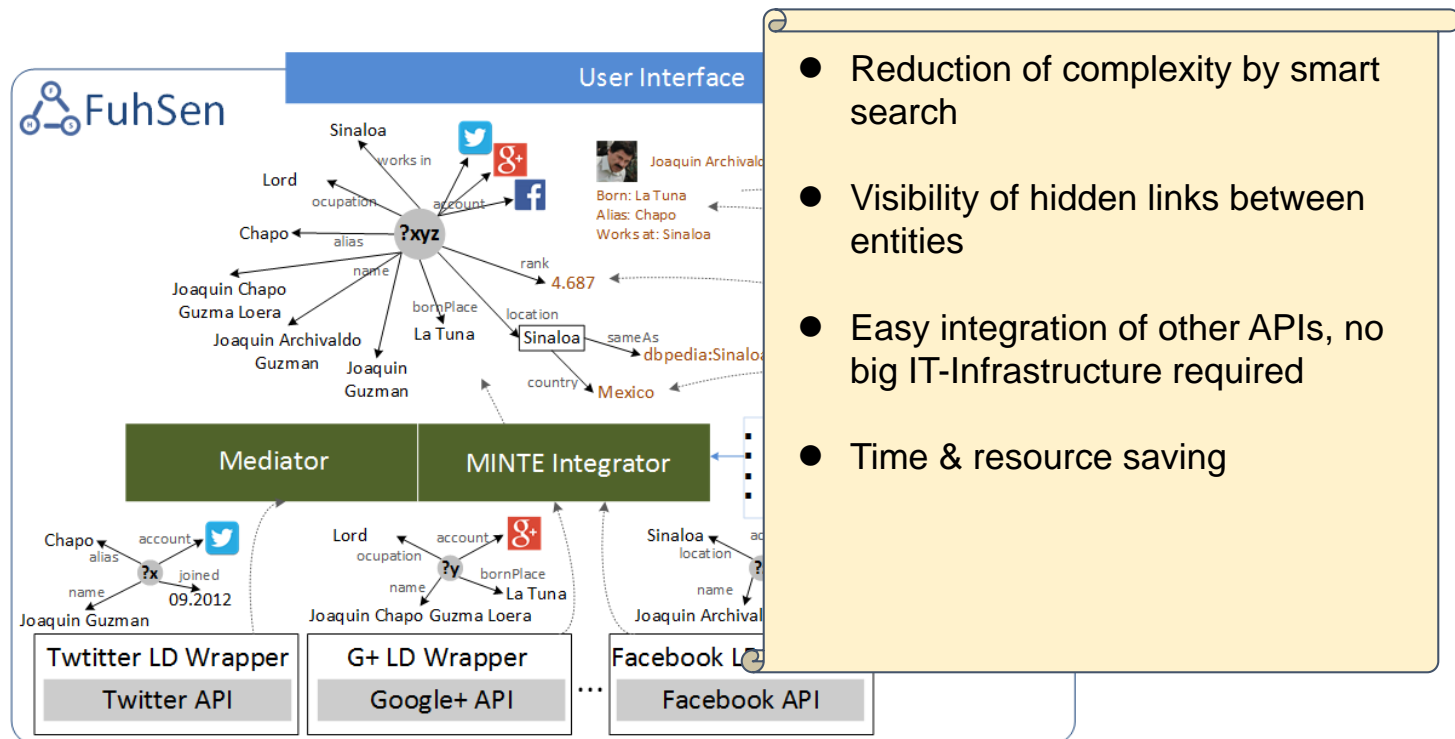 User Interface
FuhSen
Sinaloa
works in
Lord
ocupation
account
Chapo
alias
?xyz
name
Joaquin Chapo
Guzma Loera
Joaquin Archivaldo
Guzman
Joaquin
Guzman
bornPlace
La Tuna
rank
4.687
location
Sinaloa
sameAs
dbpedia:Sinaloa
country
Mexico
Joaquin Archivaldo
Born: La Tuna
Alias: Chapo
Works at: Sinaloa
Mediator
MINTE Integrator
Chapo
alias
account
?x
joined
09.2012
name
Joaquin Guzman
Lord
ocupation
account
g+
?y
bornPlace
La Tuna
name
Joaquin Chapo Guzma Loera
Sinaloa
location
name
Twtitter LD Wrapper
Twitter API
G+ LD Wrapper
Google+ API
...
Facebook
Facebook API
● Reduction of complexity by smart
search
● Visibility of hidden links between
entities
● Easy integration of other APIs, no
big IT-Infrastructure required
● Time & resource saving